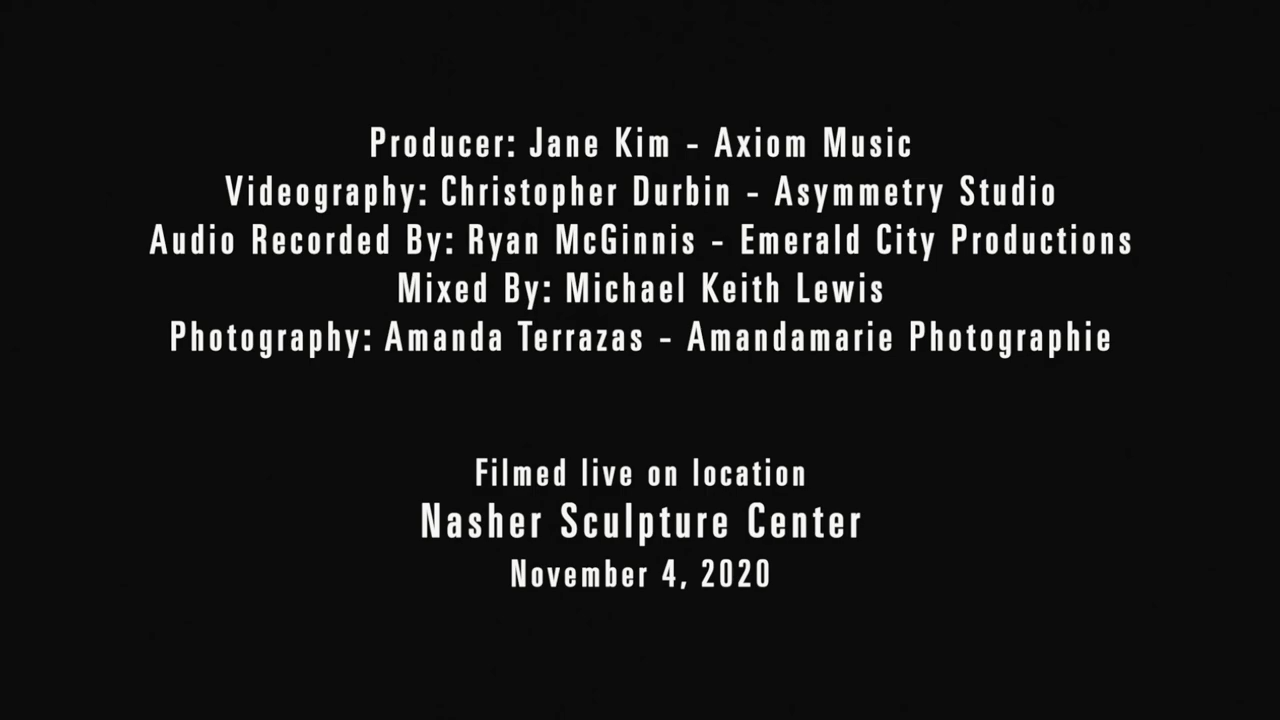 Producer: Jane Kim - Axiom Music
Videography: Christopher Durbin - Asymmetry Studio
Audio Recorded By: Ryan McGinnis - Emerald City Productions
Mixed By: Michael Keith Lewis
Photography: Amanda Terrazas - Amandamarie Photographie
Filmed live on location
Nasher Sculpture Center
November 4, 2020